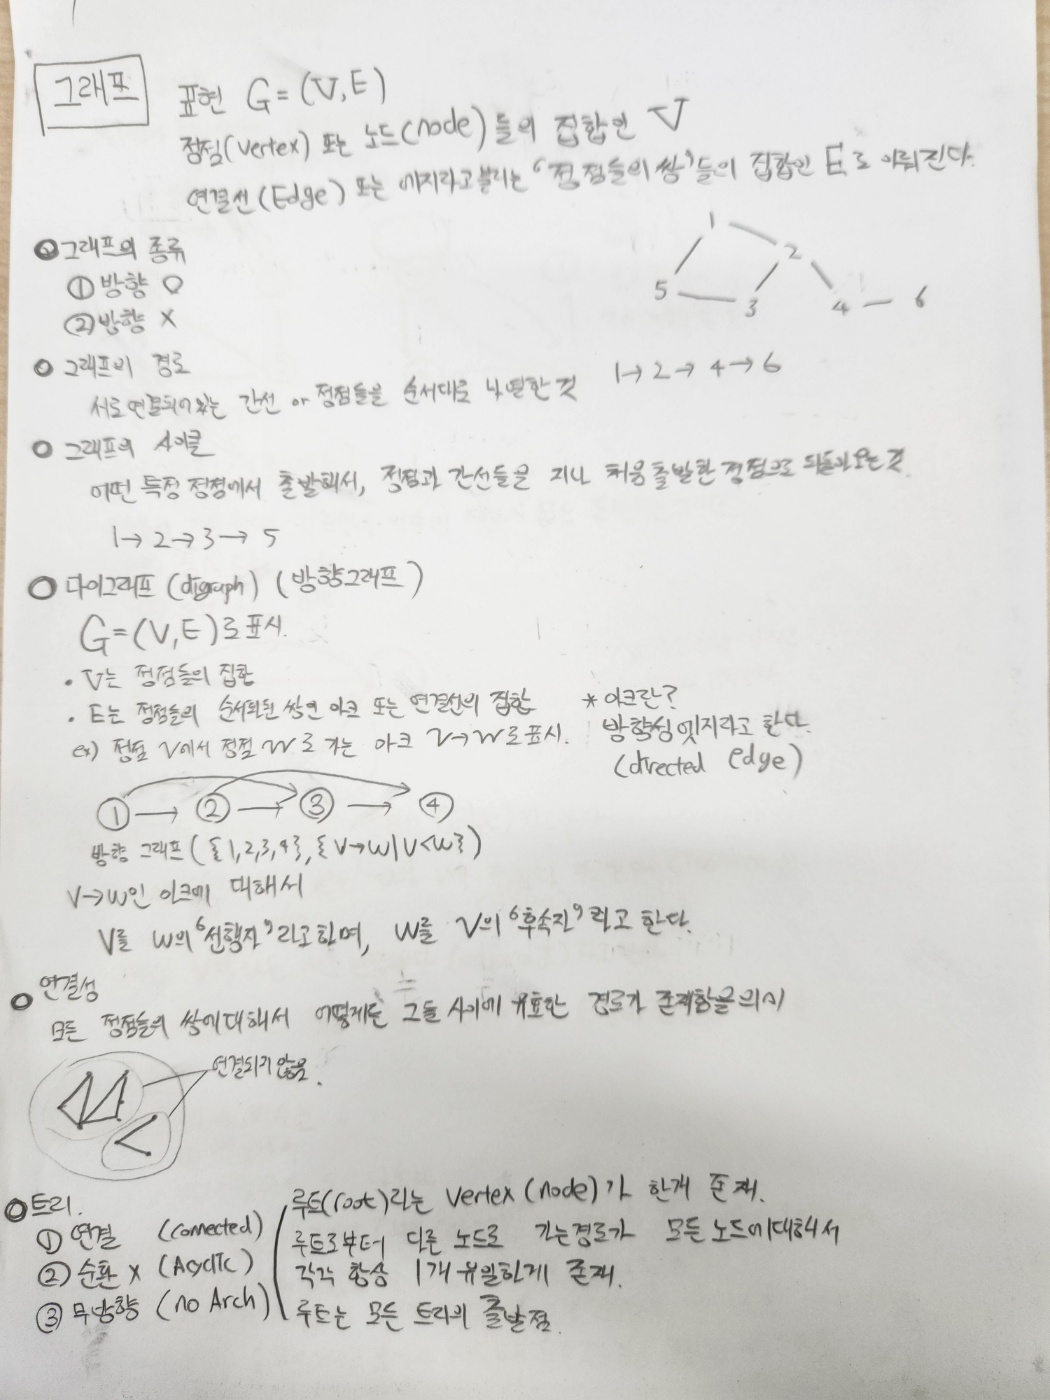 그래프
표현 G = (V, E)
정점(vertex) 또는 노드(node)들의 집합인 V
연결선(Edge) 또는 에지라고 불리는 '정점들의 쌍'들의 집합인 E로 이뤄진다.
그래프의 종류
① 방향 O
② 방향 X
1 2 5 3 4 6
그래프의 경로
1→2→4→6
서로 연결되어 있는 간선 or 정점들을 순서대로 나열한 것
그래프의 사이클
어떤 특정 정점에서 출발해서, 정점과 간선들을 지나 처음 출발한 정점으로 되돌아오는 것.
1→2→3→5
다이그래프 (digraph) (방향그래프)
G=(V,E)로 표시.
• V는 정점들의 집합
• E는 정점들의 순서화된 쌍인 아크 또는 연결선의 집합
ex) 정점 V에서 정점 W로 가는 아크 V→W로 표시.
* 아크란?
방향성 엣지라고 한다.
(directed edge)
① ② ③ ④
방향 그래프 ({1,2,3,4}, {V→W|V<W})
V→W인 아크에 대해서
V를 W의 '선행자'라고하며, W를 V의 '후속자'라고 한다.
연결성
모든 정점들의 쌍에대해서 어떻게든 그들 사이에 유효한 경로가 존재함을 의미
연결되지 않음.
트리.
① 연결 (connected)
② 순환 X (Acyclic)
③ 무방향 (no Arch)
루트(root)라는 vertex (node)가 한개 존재.
루트로부터 다른 노드로 가는경로가 모든 노드에대해서
각각 항상 1개 유일하게 존재.
루트는 모든 트리의 출발점.